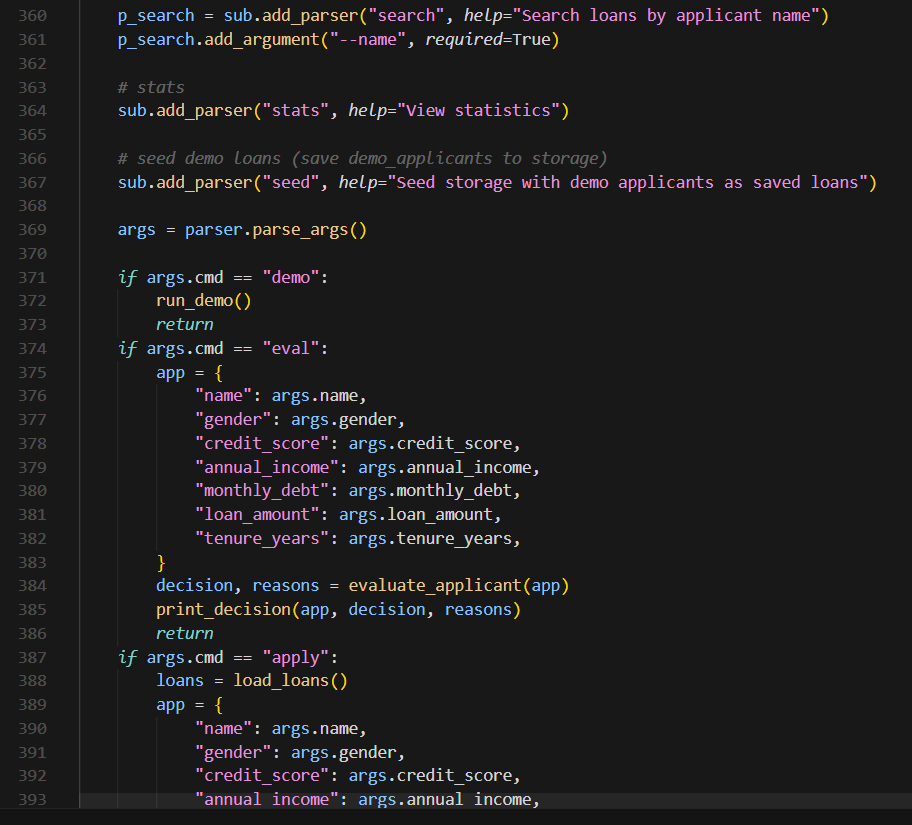 360 p_search = sub.add_parser("search", help="Search loans by applicant name")
361 p_search.add_argument("--name", required=True)
362
363 # stats
364 sub.add_parser("stats", help="View statistics")
365
366 # seed demo loans (save demo_applicants to storage)
367 sub.add_parser("seed", help="Seed storage with demo applicants as saved loans")
368
369 args = parser.parse_args()
370
371 if args.cmd == "demo":
372 run_demo()
373 return
374 if args.cmd == "eval":
375 app = {
376 "name": args.name,
377 "gender": args.gender,
378 "credit_score": args.credit_score,
379 "annual_income": args.annual_income,
380 "monthly_debt": args.monthly_debt,
381 "loan_amount": args.loan_amount,
382 "tenure_years": args.tenure_years,
383 }
384 decision, reasons = evaluate_applicant(app)
385 print_decision(app, decision, reasons)
386 return
387 if args.cmd == "apply":
388 loans = load_loans()
389 app = {
390 "name": args.name,
391 "gender": args.gender,
392 "credit_score": args.credit_score,
393 "annual_income": args.annual_income,